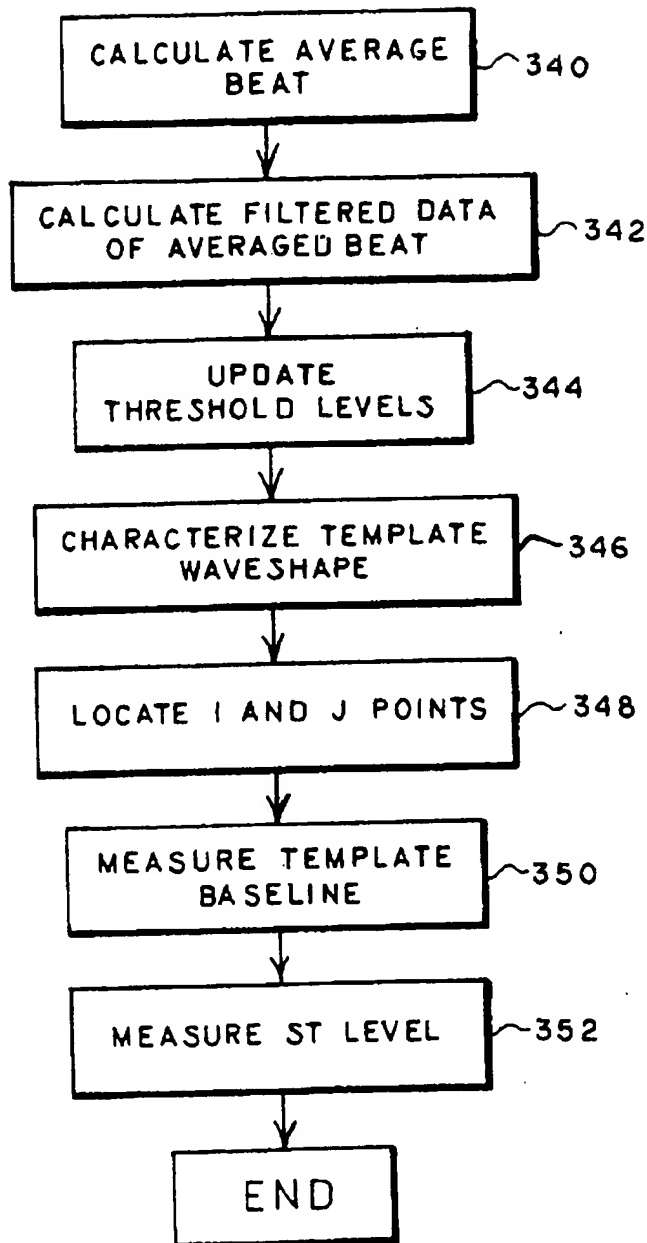 CALCULATE AVERAGE
BEAT
340
CALCULATE FILTERED DATA
OF AVERAGED BEAT
342
UPDATE
THRESHOLD LEVELS
344
CHARACTERIZE TEMPLATE
WAVESHAPE
346
LOCATE I AND J POINTS
348
MEASURE TEMPLATE
BASELINE
350
MEASURE ST LEVEL
352
END